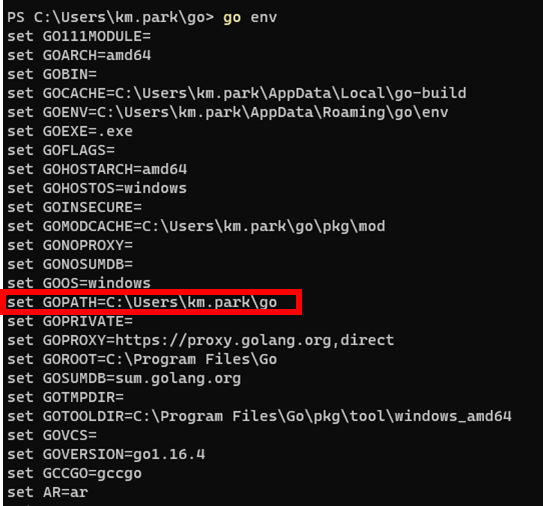 PS C:\Users\km.park\go> go env
set GO111MODULE=
set GOARCH=amd64
set GOBIN=
set GOCACHE=C:\Users\km.park\AppData\Local\go-build
set GOENV=C:\Users\km.park\AppData\Roaming\go\env
set GOEXE=.exe
set GOFLAGS=
set GOHOSTARCH=amd64
set GOHOSTOS=windows
set GOINSECURE=
set GOMODCACHE=C:\Users\km.park\go\pkg\mod
set GONOPROXY=
set GONOSUMDB=
set GOOS=windows
set GOPATH=C:\Users\km.park\go
set GOPRIVATE=
set GOPROXY=https://proxy.golang.org,direct
set GOROOT=C:\Program Files\Go
set GOSUMDB=sum.golang.org
set GOTMPDIR=
set GOTOOLDIR=C:\Program Files\Go\pkg\tool\windows_amd64
set GOVCS=
set GOVERSION=go1.16.4
set GCCGO=gccgo
set AR=ar